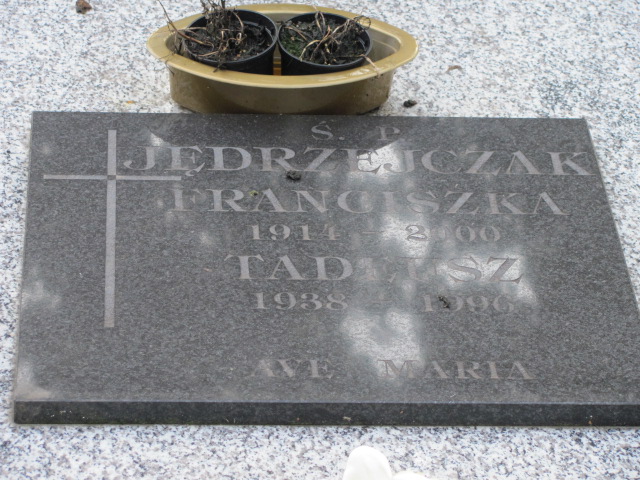 Ś. P.
JĘDRZEJCZAK
FRANCISZKA
1914 - 2000
TADEUSZ
1938 - 1996
AVE MARIA